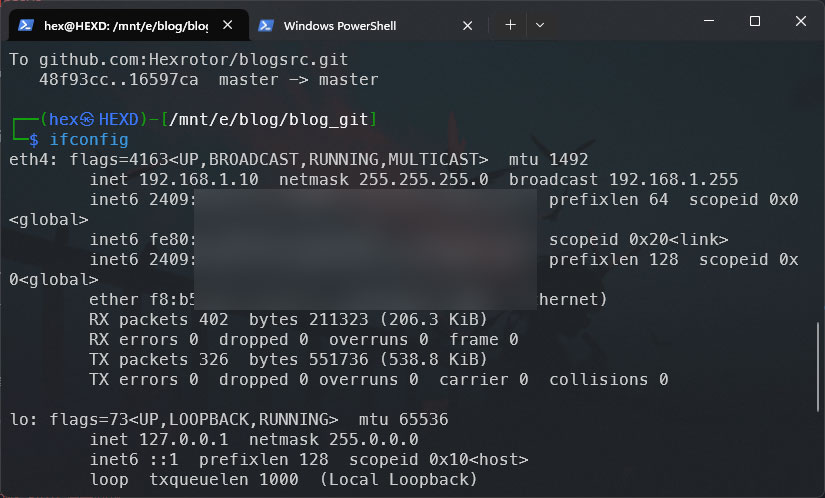 hex@HEXD: /mnt/e/blog/blog
Windows PowerShell
To github.com:Hexrotor/blogsrc.git
   48f93cc..16597ca  master -> master
┌──(hex㉿HEXD)-[/mnt/e/blog/blog_git]
└─$ ifconfig
eth4: flags=4163<UP,BROADCAST,RUNNING,MULTICAST>  mtu 1492
        inet 192.168.1.10  netmask 255.255.255.0  broadcast 192.168.1.255
        inet6 2409: prefixlen 64  scopeid 0x0
<global>
        inet6 fe80: scopeid 0x20<link>
        inet6 2409: prefixlen 128  scopeid 0x
0<global>
        ether f8:b5 hernet)
        RX packets 402  bytes 211323 (206.3 KiB)
        RX errors 0  dropped 0  overruns 0  frame 0
        TX packets 326  bytes 551736 (538.8 KiB)
        TX errors 0  dropped 0 overruns 0  carrier 0  collisions 0
lo: flags=73<UP,LOOPBACK,RUNNING>  mtu 65536
        inet 127.0.0.1  netmask 255.0.0.0
        inet6 ::1  prefixlen 128  scopeid 0x10<host>
        loop  txqueuelen 1000  (Local Loopback)